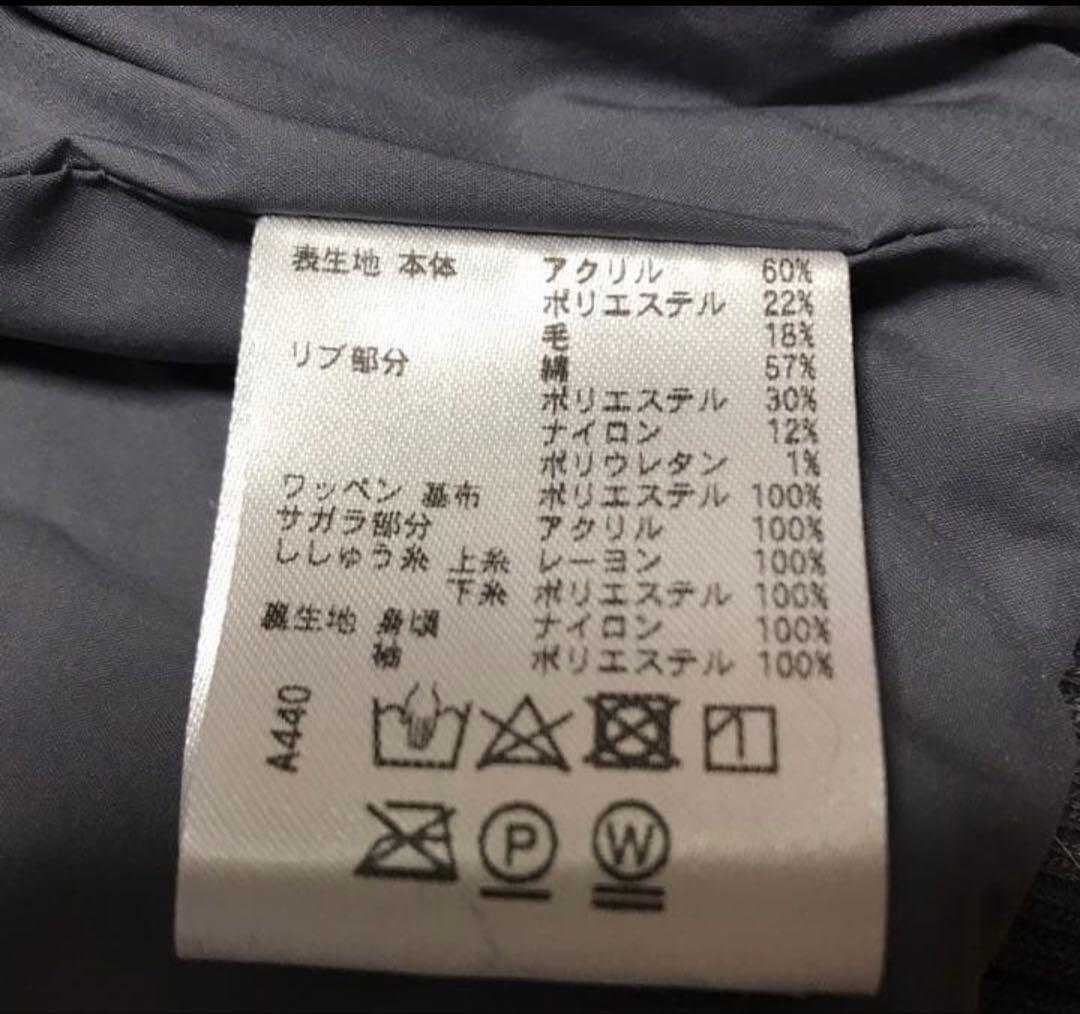 表生地 本体 アクリル 60%
ポリエステル 22%
毛 18%
リブ部分 綿 57%
ポリエステル 30%
ナイロン 12%
ポリウレタン 1%
ワッペン 基布 ポリエステル 100%
サガラ部分 アクリル 100%
ししゅう糸 上糸 レーヨン 100%
下糸 ポリエステル 100%
裏生地 身頃 ナイロン 100%
袖 ポリエステル 100%
A440
P W